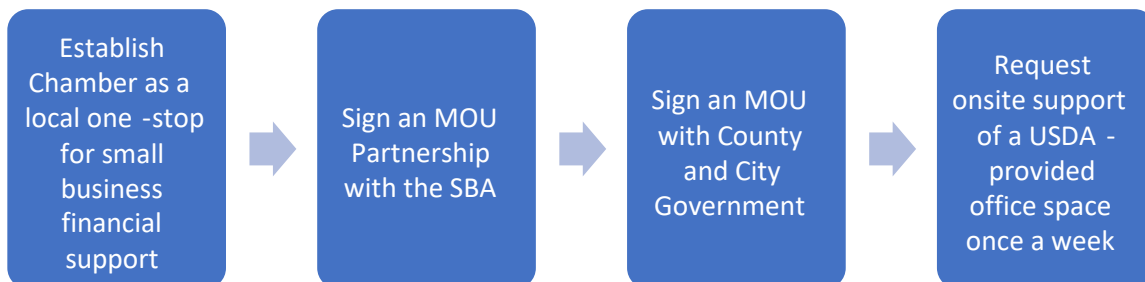 Establish
Chamber as a
local one -stop
for small
business
financial
support
Sign an MOU
Partnership
with the SBA
Sign an MOU
with County
and City
Government
Request
onsite support
of a USDA -
provided
office space
once a week